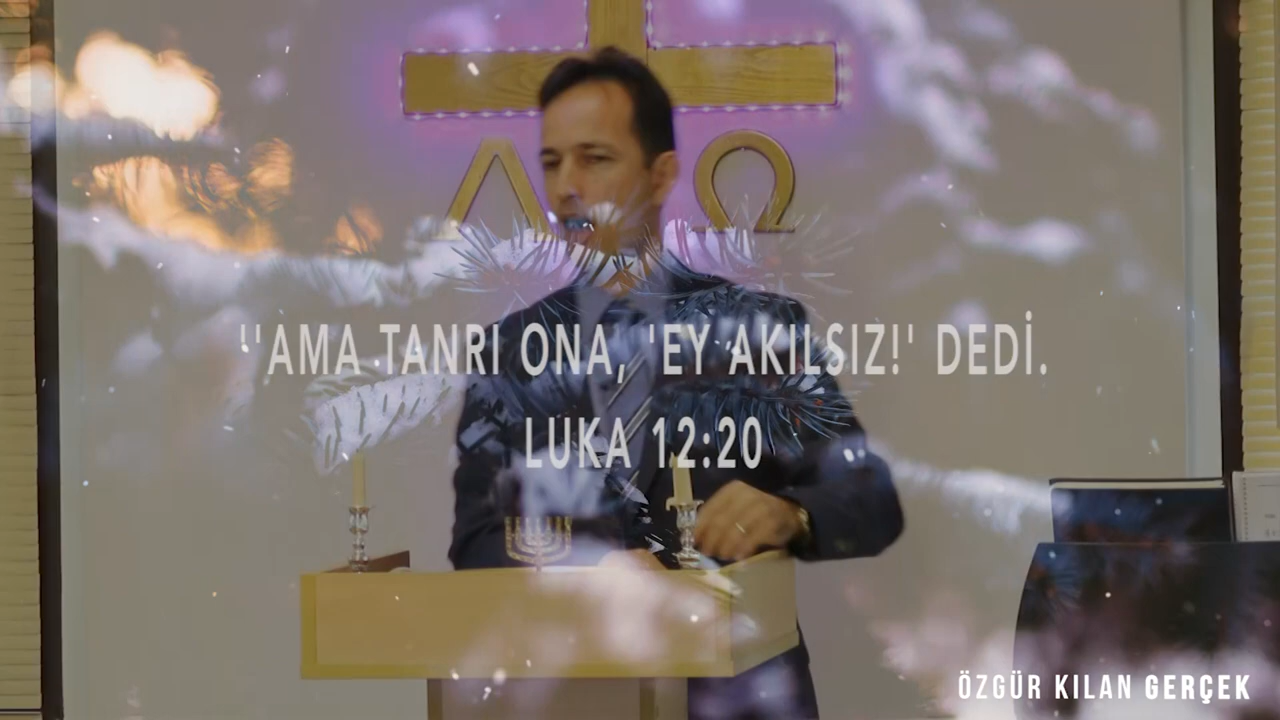 ''AMA TANRI ONA, 'EY AKILSIZ!' DEDİ.
LUKA 12:20
Α Ω
ÖZGÜR KILAN GERÇEK